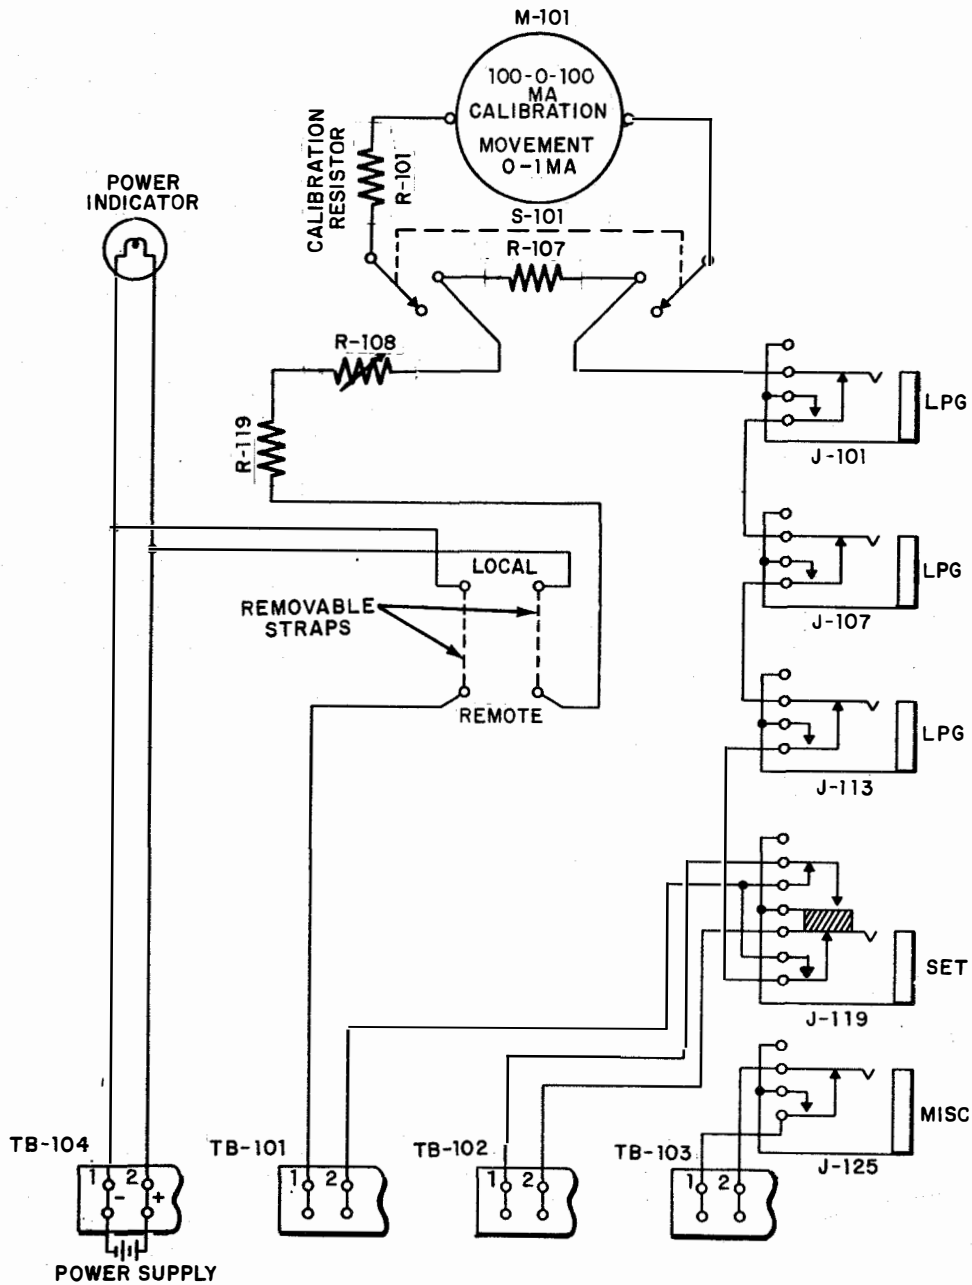 M-101
100-0-100
MA
CALIBRATION
MOVEMENT
0-1MA
CALIBRATION
RESISTOR
R-101
POWER
INDICATOR
S-101
R-107
R-108
R-119
LPG
J-101
LOCAL
REMOVABLE
STRAPS
REMOTE
LPG
J-107
LPG
J-113
SET
J-119
MISC
J-125
TB-104
1 2
- +
POWER SUPPLY
TB-101
1 2
TB-102
1 2
TB-103
1 2